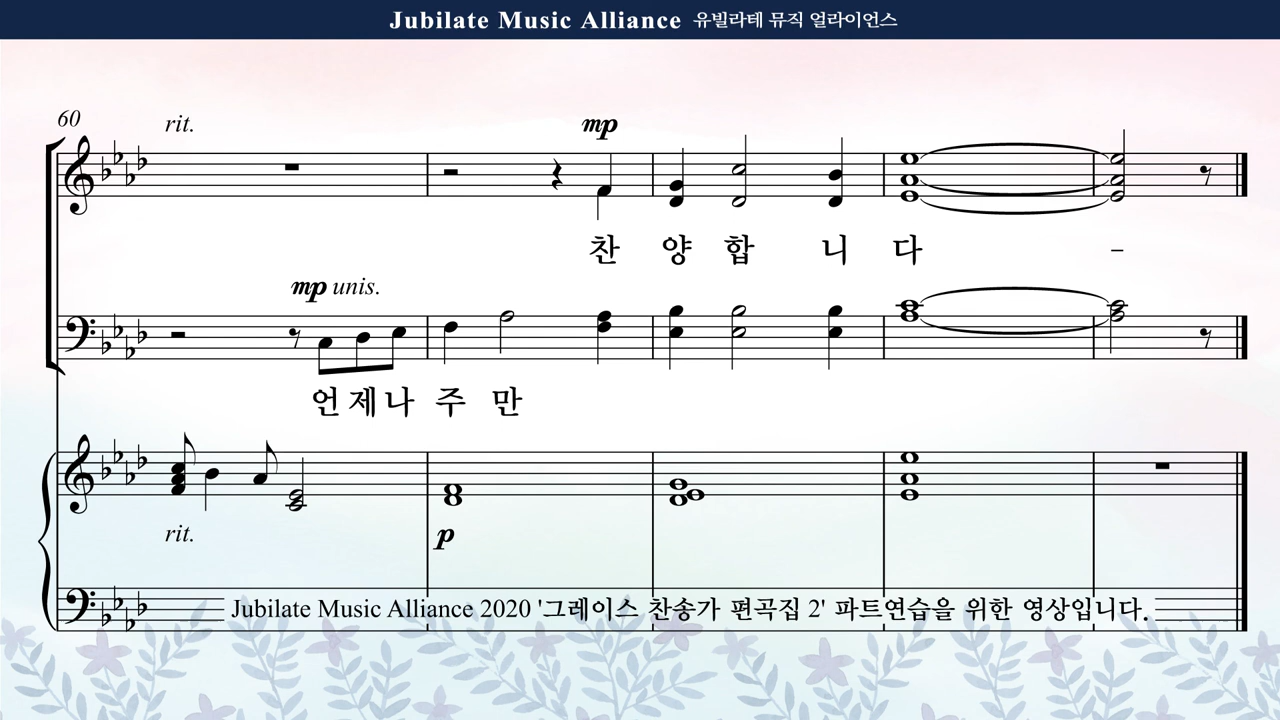 Jubilate Music Alliance 유빌라테 뮤직 얼라이언스
60
rit.
mp
찬 양 합 니 다 -
mp unis.
언 제 나 주 만
rit.
p
Jubilate Music Alliance 2020 '그레이스 찬송가 편곡집 2' 파트연습을 위한 영상입니다.